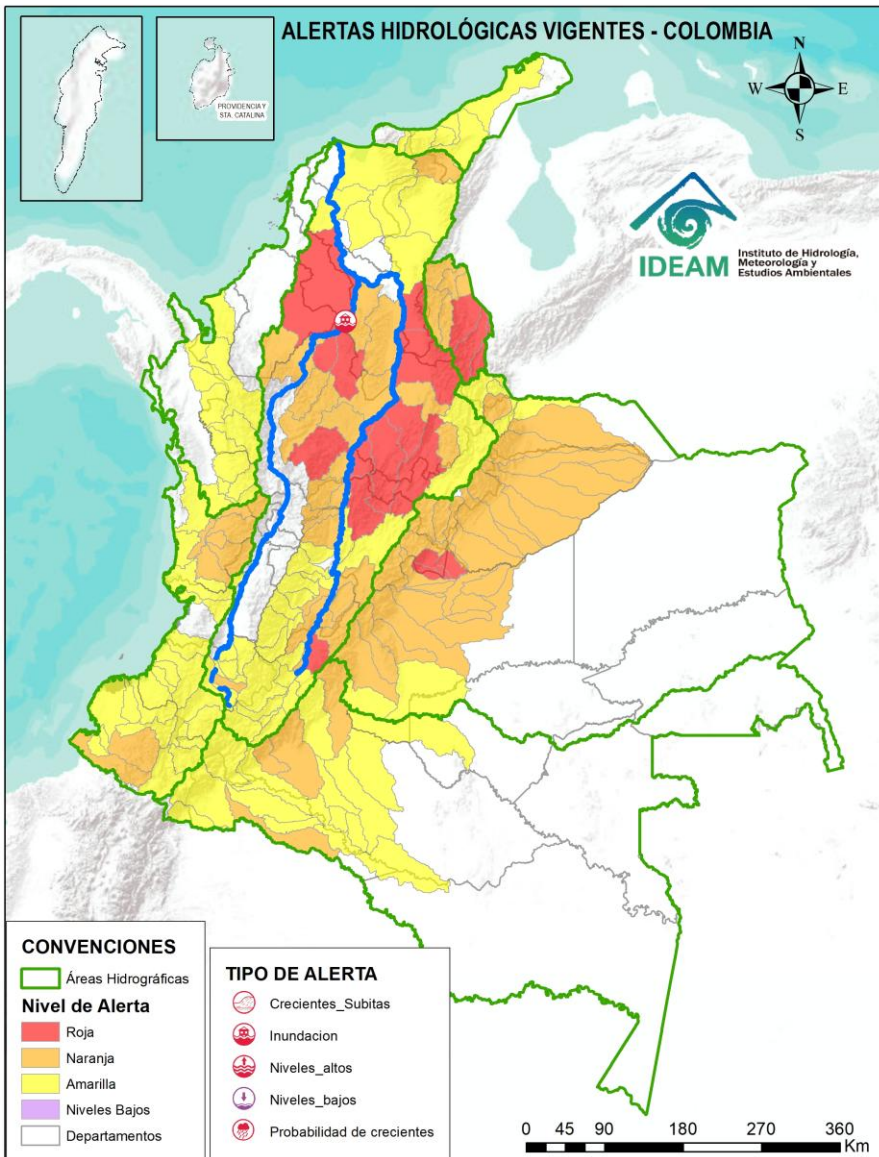 ALERTAS HIDROLÓGICAS VIGENTES - COLOMBIA
PROVIDENCIA Y
STA. CATALINA
N
W
E
S
IDEAM
Instituto de Hidrología,
Meteorología y
Estudios Ambientales
CONVENCIONES
Áreas Hidrográficas
Nivel de Alerta
Roja
Naranja
Amarilla
Niveles Bajos
Departamentos
TIPO DE ALERTA
Crecientes_Subitas
Inundacion
Niveles_altos
Niveles_bajos
Probabilidad de crecientes
0 45 90 180 270 360
Km